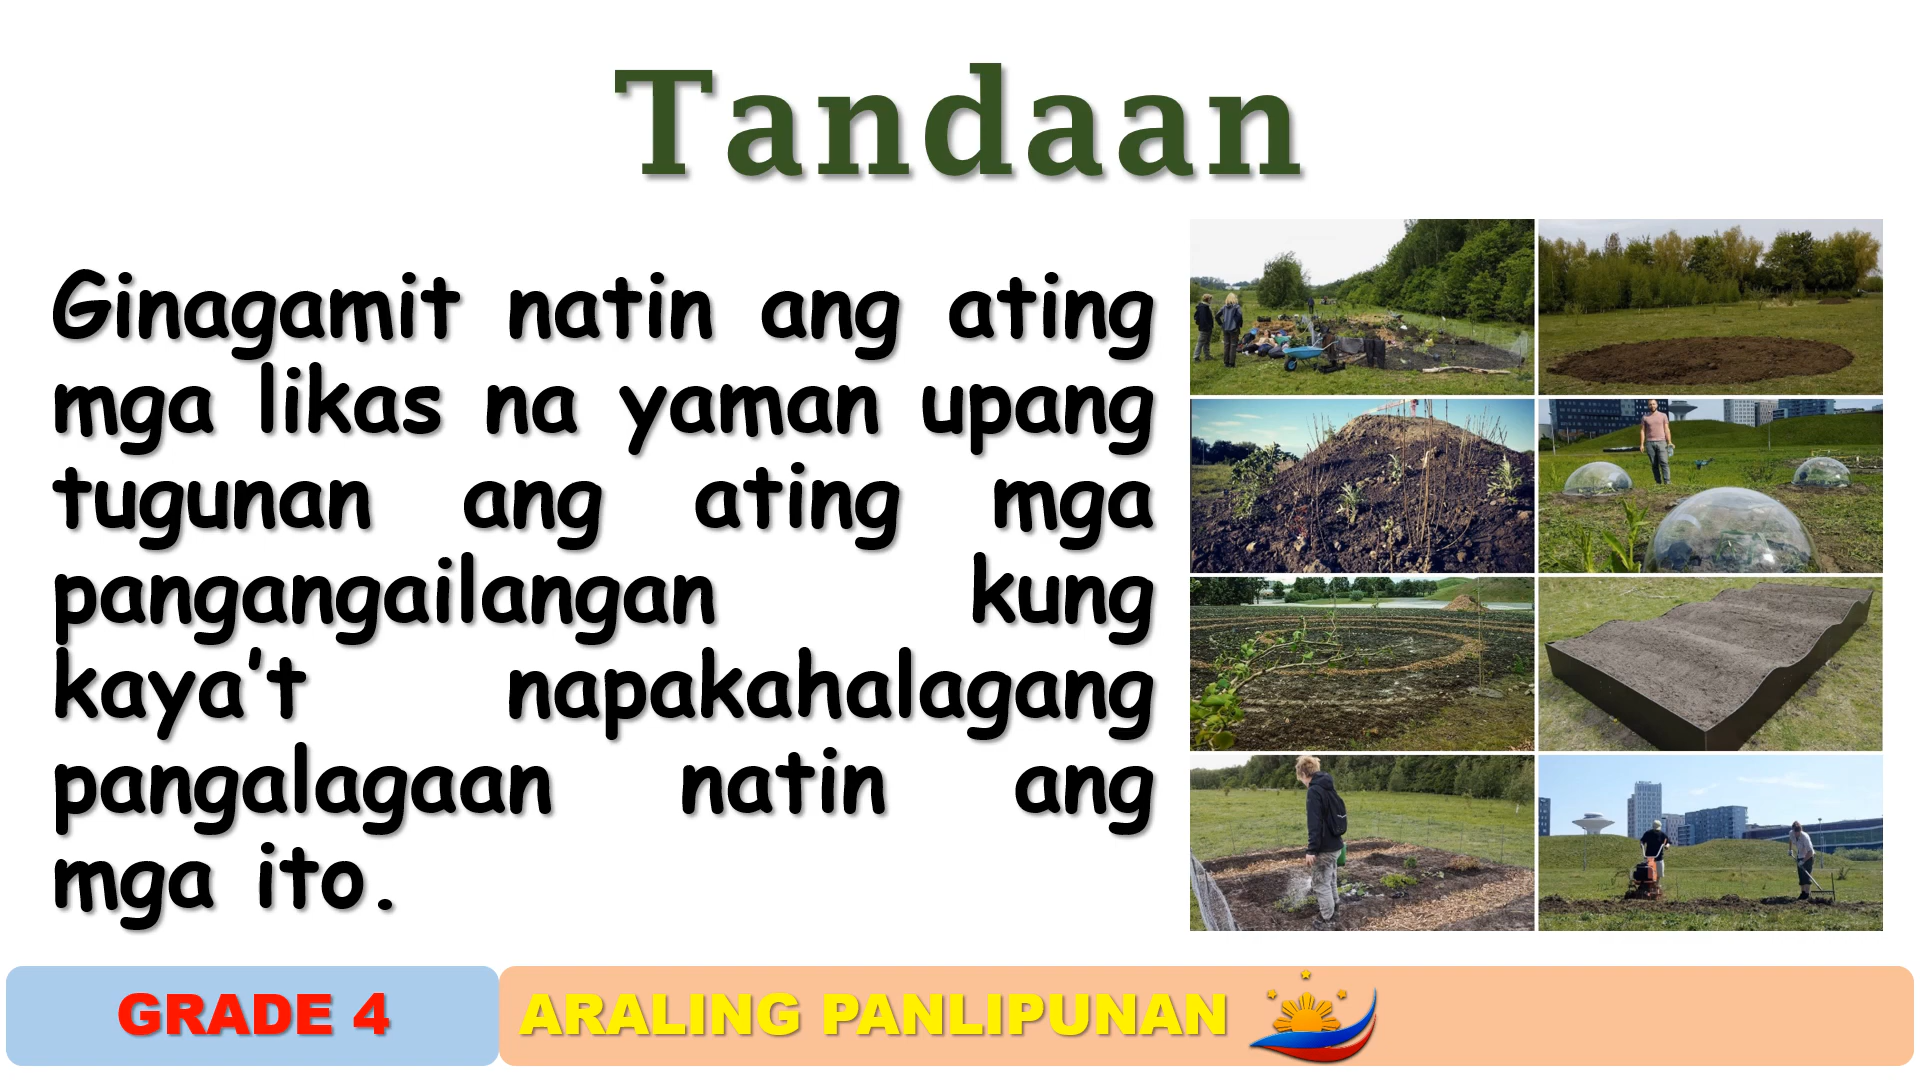 Tandaan
Ginagamit natin ang ating
mga likas na yaman upang
tugunan ang ating mga
pangangailangan kung
kaya’t napakahalagang
pangalagaan natin ang
mga ito.
GRADE 4
ARALING PANLIPUNAN